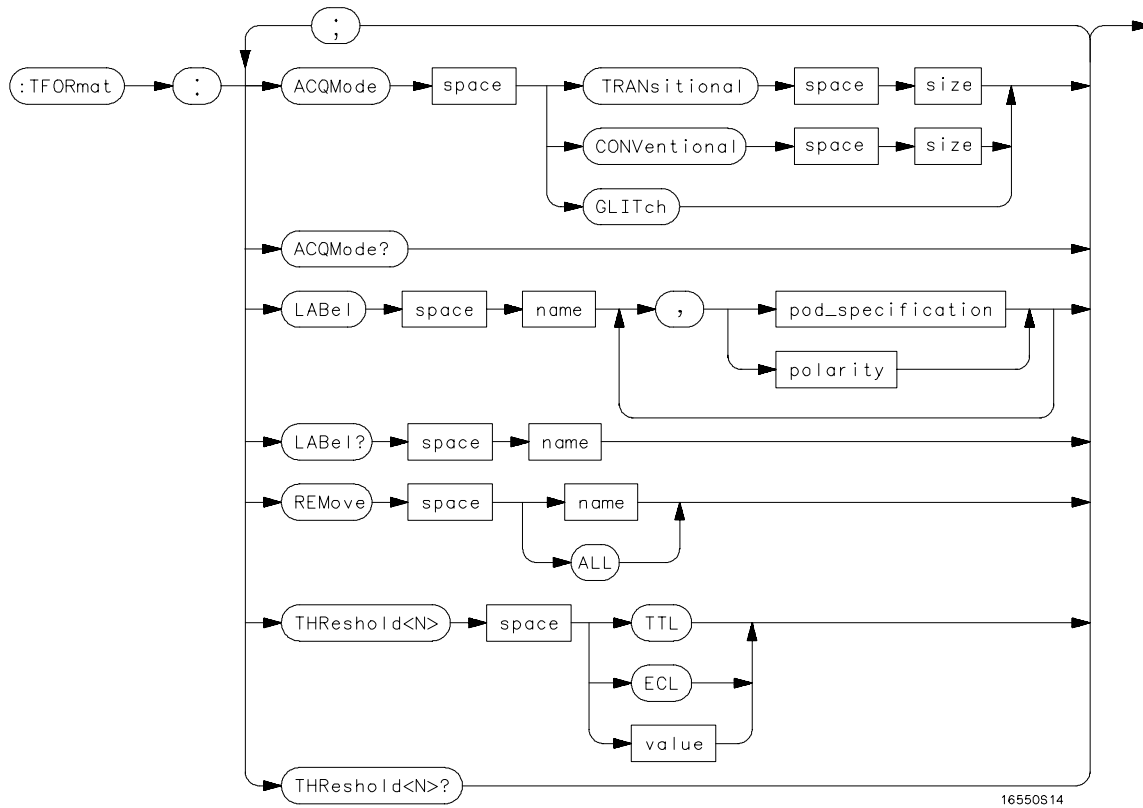 ;
:TFORmat : ACQMode space TRANsitional space size
CONVentional space size
GLITch
ACQMode?
LABel space name , pod_specification
polarity
LABel? space name
REMove space name
ALL
THReshold<N> space TTL
ECL
value
THReshold<N>?
16550S14